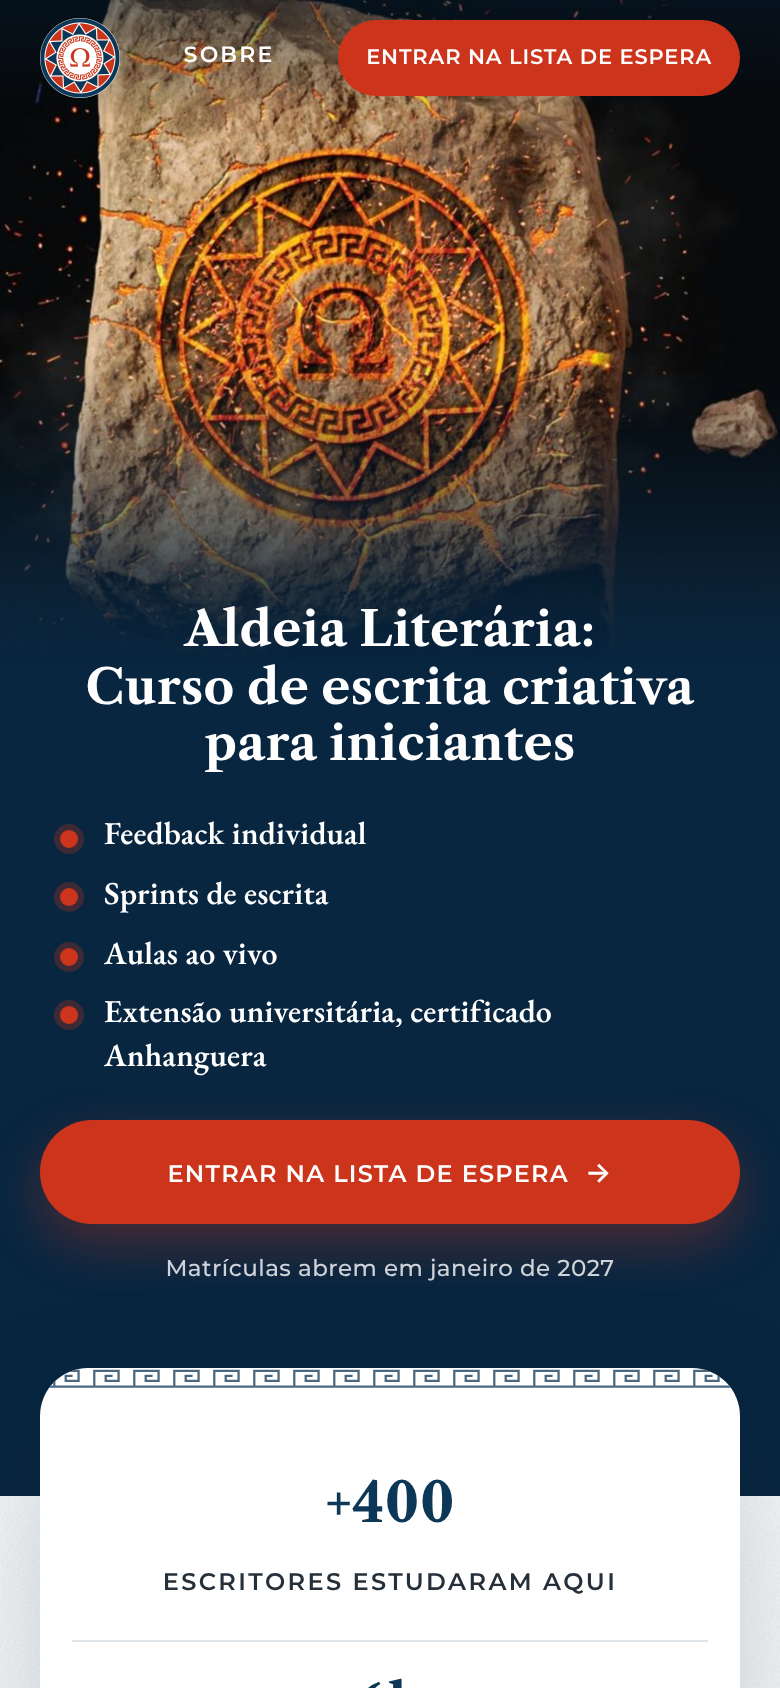 Ω
SOBRE
ENTRAR NA LISTA DE ESPERA
Ω
Aldeia Literária:
Curso de escrita criativa
para iniciantes
Feedback individual
Sprints de escrita
Aulas ao vivo
Extensão universitária, certificado
Anhanguera
ENTRAR NA LISTA DE ESPERA →
Matrículas abrem em janeiro de 2027
+400
ESCRITORES ESTUDARAM AQUI